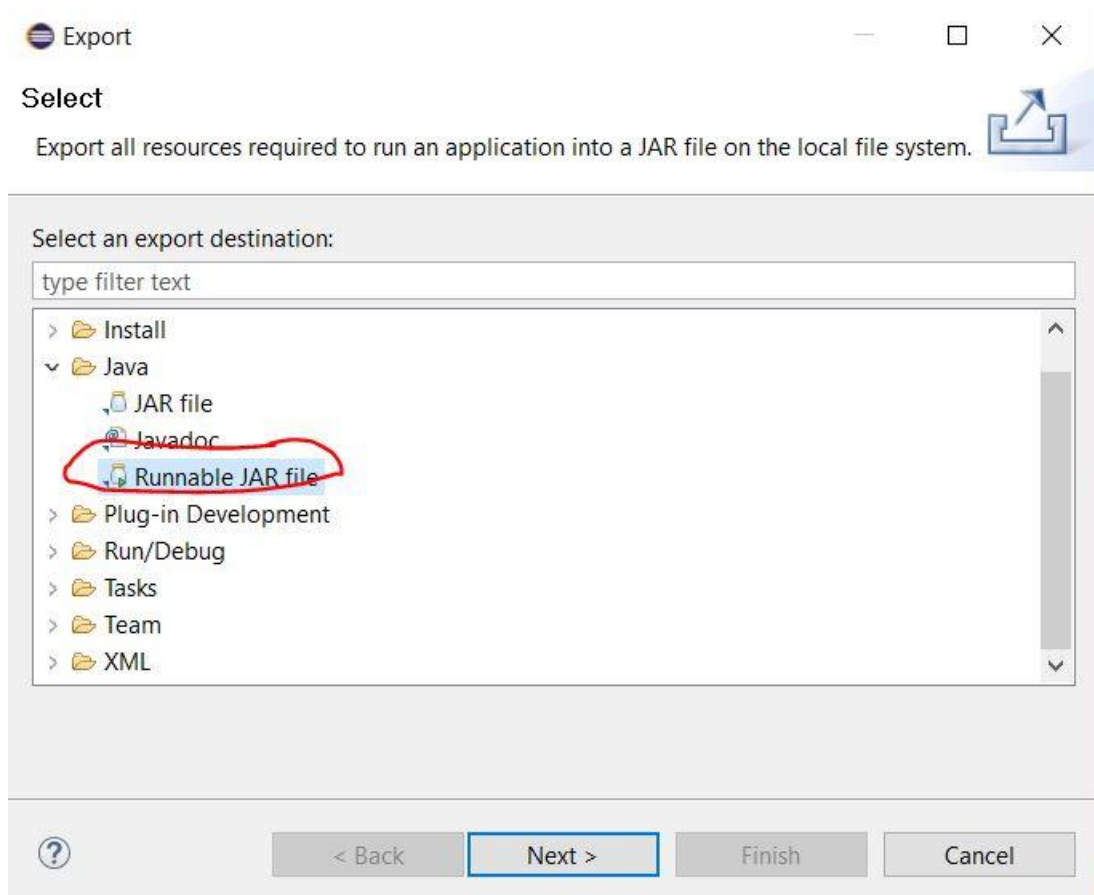 Export
Select
Export all resources required to run an application into a JAR file on the local file system.
Select an export destination:
type filter text
Install
Java
JAR file
Javadoc
Runnable JAR file
Plug-in Development
Run/Debug
Tasks
Team
XML
?
< Back Next > Finish Cancel